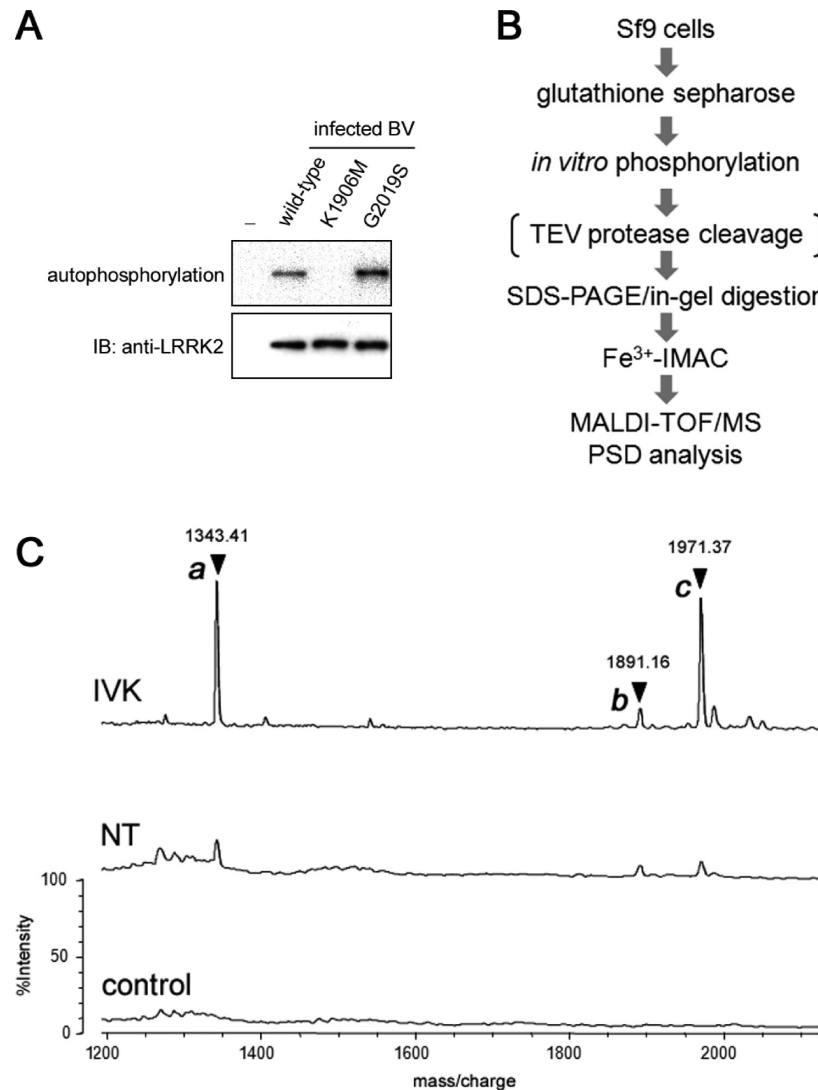 A
infected BV
–
wild-type
K1906M
G2019S
autophosphorylation
IB: anti-LRRK2
B
Sf9 cells
glutathione sepharose
in vitro phosphorylation
[ TEV protease cleavage ]
SDS-PAGE/in-gel digestion
Fe³⁺-IMAC
MALDI-TOF/MS
PSD analysis
C
1343.41
a
1971.37
c
1891.16
b
IVK
NT
100
50
0
%Intensity
control
1200 1400 1600 1800 2000
mass/charge